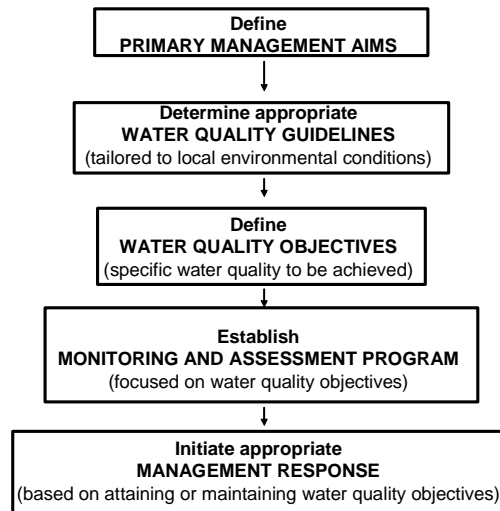 Define
PRIMARY MANAGEMENT AIMS
Determine appropriate
WATER QUALITY GUIDELINES
(tailored to local environmental conditions)
Define
WATER QUALITY OBJECTIVES
(specific water quality to be achieved)
Establish
MONITORING AND ASSESSMENT PROGRAM
(focused on water quality objectives)
Initiate appropriate
MANAGEMENT RESPONSE
(based on attaining or maintaining water quality objectives)